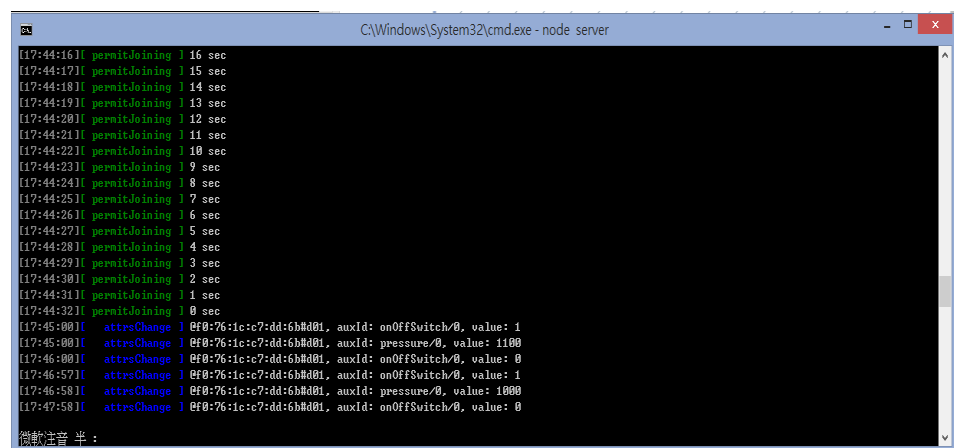 C:\Windows\System32\cmd.exe - node server
[17:44:16][ permitJoining ] 16 sec
[17:44:17][ permitJoining ] 15 sec
[17:44:18][ permitJoining ] 14 sec
[17:44:19][ permitJoining ] 13 sec
[17:44:20][ permitJoining ] 12 sec
[17:44:21][ permitJoining ] 11 sec
[17:44:22][ permitJoining ] 10 sec
[17:44:23][ permitJoining ] 9 sec
[17:44:24][ permitJoining ] 8 sec
[17:44:25][ permitJoining ] 7 sec
[17:44:26][ permitJoining ] 6 sec
[17:44:27][ permitJoining ] 5 sec
[17:44:28][ permitJoining ] 4 sec
[17:44:29][ permitJoining ] 3 sec
[17:44:30][ permitJoining ] 2 sec
[17:44:31][ permitJoining ] 1 sec
[17:44:32][ permitJoining ] 0 sec
[17:45:00][ attrsChange ] @f0:76:1c:c7:dd:6b#d01, auxId: onOffSwitch/0, value: 1
[17:45:00][ attrsChange ] @f0:76:1c:c7:dd:6b#d01, auxId: pressure/0, value: 1100
[17:46:00][ attrsChange ] @f0:76:1c:c7:dd:6b#d01, auxId: onOffSwitch/0, value: 0
[17:46:57][ attrsChange ] @f0:76:1c:c7:dd:6b#d01, auxId: onOffSwitch/0, value: 1
[17:46:58][ attrsChange ] @f0:76:1c:c7:dd:6b#d01, auxId: pressure/0, value: 1000
[17:47:58][ attrsChange ] @f0:76:1c:c7:dd:6b#d01, auxId: onOffSwitch/0, value: 0
微軟注音 半 :